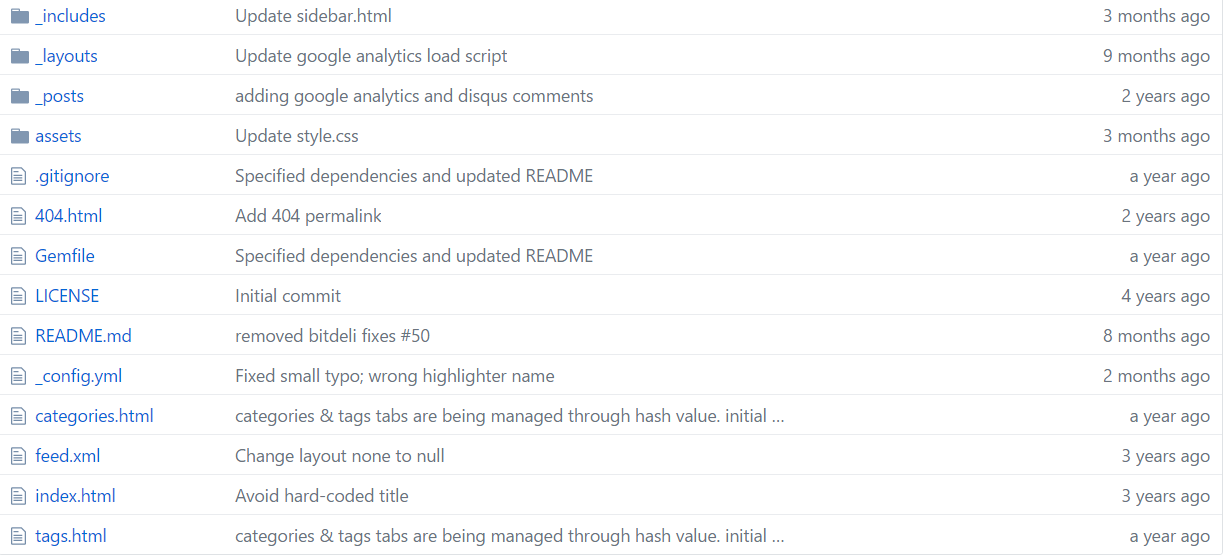 _includes Update sidebar.html 3 months ago
_layouts Update google analytics load script 9 months ago
_posts adding google analytics and disqus comments 2 years ago
assets Update style.css 3 months ago
.gitignore Specified dependencies and updated README a year ago
404.html Add 404 permalink 2 years ago
Gemfile Specified dependencies and updated README a year ago
LICENSE Initial commit 4 years ago
README.md removed bitdeli fixes #50 8 months ago
_config.yml Fixed small typo; wrong highlighter name 2 months ago
categories.html categories & tags tabs are being managed through hash value. initial … a year ago
feed.xml Change layout none to null 3 years ago
index.html Avoid hard-coded title 3 years ago
tags.html categories & tags tabs are being managed through hash value. initial … a year ago